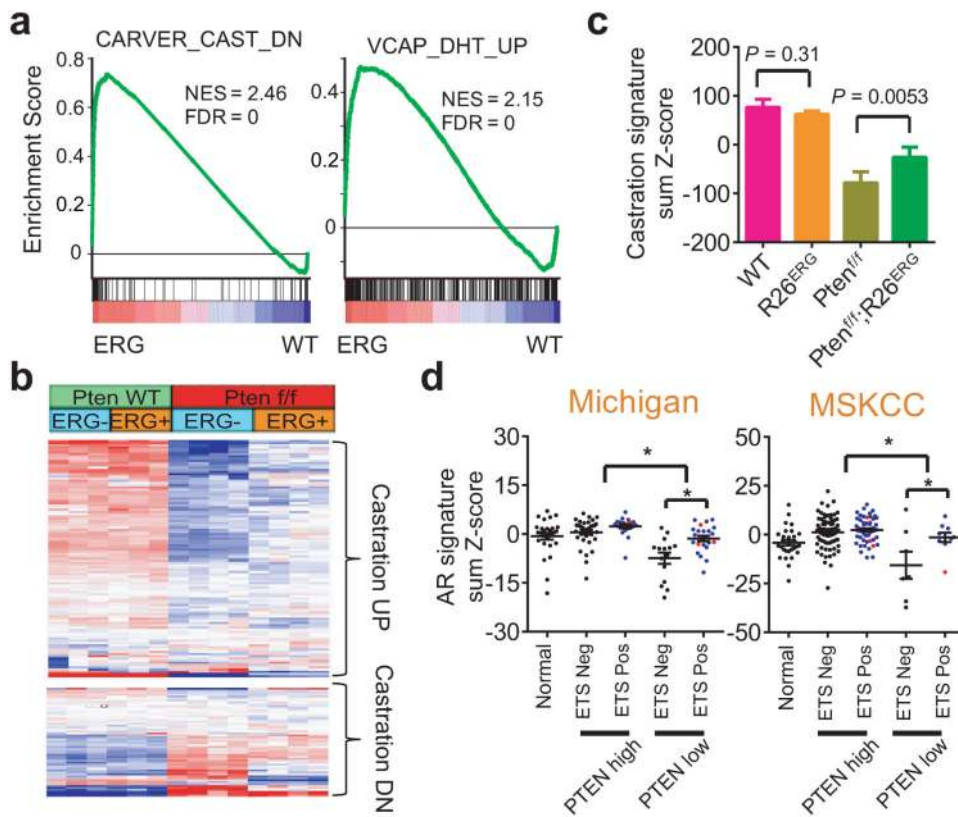 a
CARVER_CAST_DN
VCAP_DHT_UP
Enrichment Score
0.8
0.6
0.4
0.2
0
NES = 2.46
FDR = 0
ERG WT
0.4
0.2
0
NES = 2.15
FDR = 0
ERG WT
c
Castration signature
sum Z-score
200
100
0
-100
-200
P = 0.31
P = 0.0053
WT
R26ERG
Ptenf/f
Ptenf/f;R26ERG
b
Pten WT Pten f/f
ERG- ERG+ ERG- ERG+
Castration UP
Castration DN
d
Michigan
AR signature
sum Z-score
30
15
0
-15
-30
*
*
Normal
ETS Neg
ETS Pos
ETS Neg
ETS Pos
PTEN high
PTEN low
MSKCC
50
25
0
-25
-50
*
*
Normal
ETS Neg
ETS Pos
ETS Neg
ETS Pos
PTEN high
PTEN low